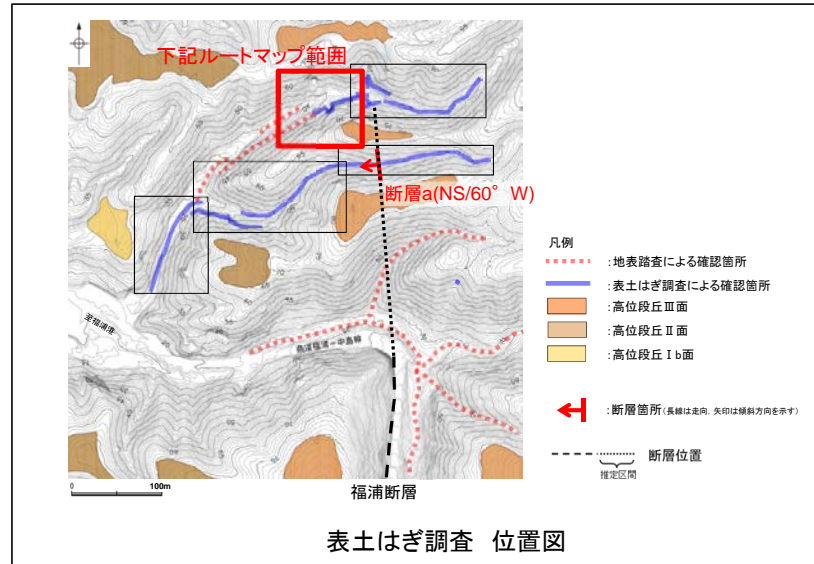 下記ルートマップ範囲
断層a(NS/60°W)
至福浦港
0
100m
福浦断層
凡例
:地表踏査による確認箇所
:表土はぎ調査による確認箇所
:高位段丘Ⅲ面
:高位段丘Ⅱ面
:高位段丘Ⅰb面
:断層箇所(長線は走向、矢印は傾斜方向を示す)
断層位置
推定区間
表土はぎ調査 位置図